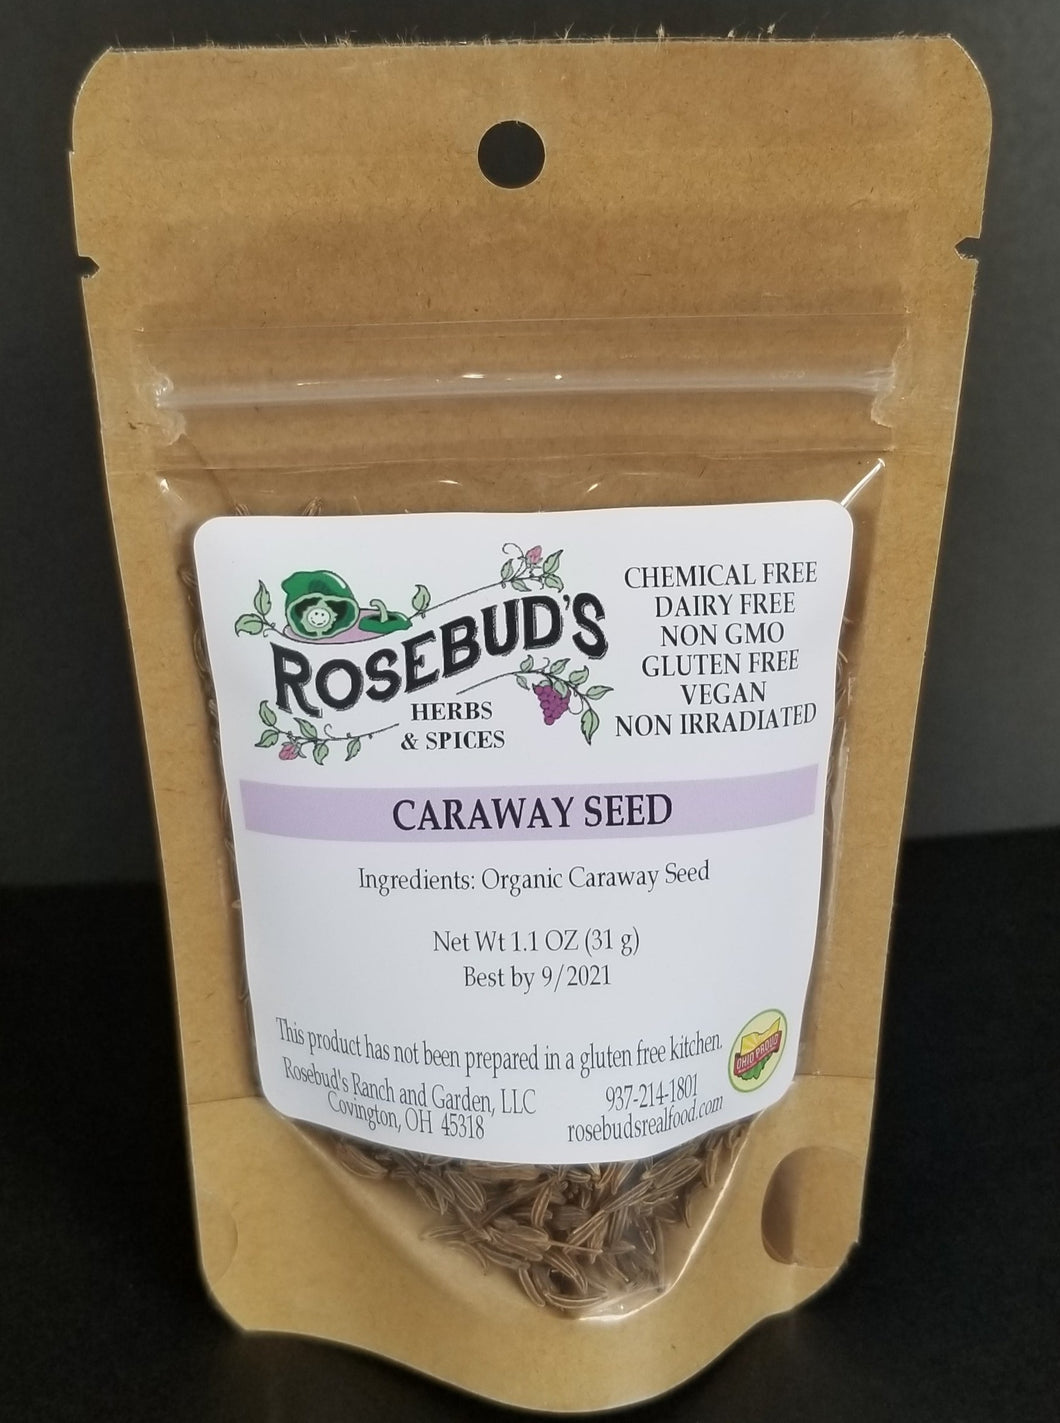 ROSEBUD'S
HERBS
& SPICES
CHEMICAL FREE
DAIRY FREE
NON GMO
GLUTEN FREE
VEGAN
NON IRRADIATED
CARAWAY SEED
Ingredients: Organic Caraway Seed
Net Wt 1.1 OZ (31 g)
Best by 9/2021
This product has not been prepared in a gluten free kitchen.
Rosebud's Ranch and Garden, LLC
Covington, OH 45318
937-214-1801
rosebudsrealfood.com
OHIO PROUD